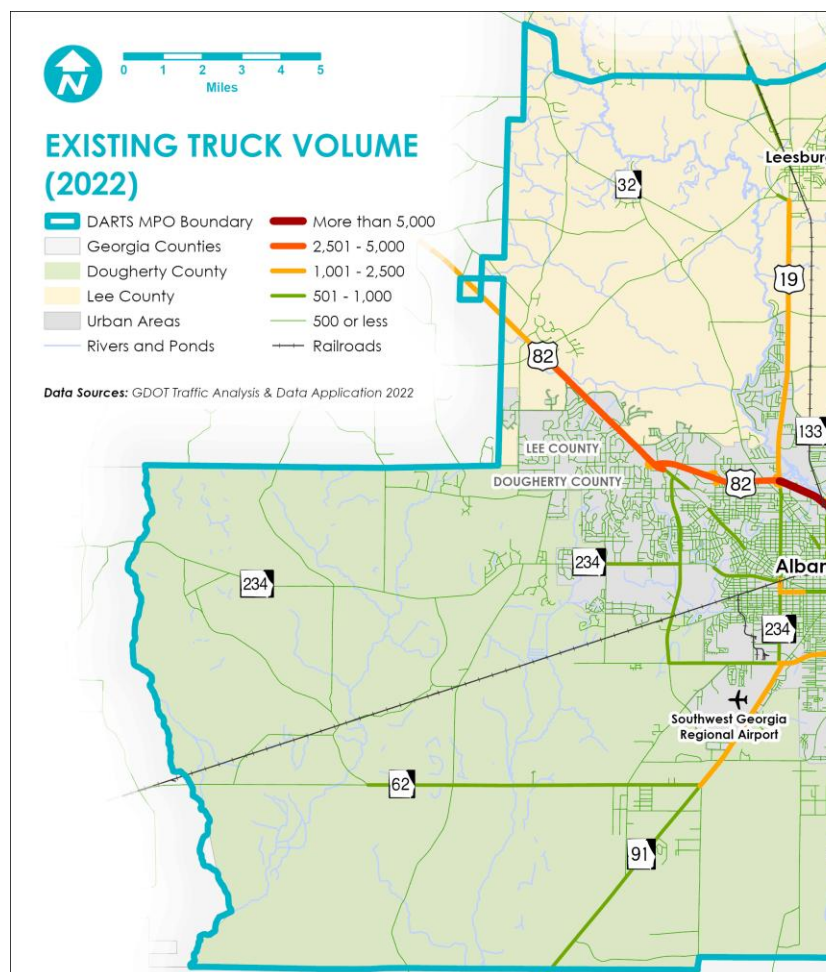 N
0 1 2 3 4 5
Miles
EXISTING TRUCK VOLUME
(2022)
DARTS MPO Boundary
Georgia Counties
Dougherty County
Lee County
Urban Areas
Rivers and Ponds
More than 5,000
2,501 - 5,000
1,001 - 2,500
501 - 1,000
500 or less
Railroads
Data Sources: GDOT Traffic Analysis & Data Application 2022
Leesbur
32
19
82
133
LEE COUNTY
DOUGHERTY COUNTY
82
234
Alban
234
234
Southwest Georgia
Regional Airport
62
91